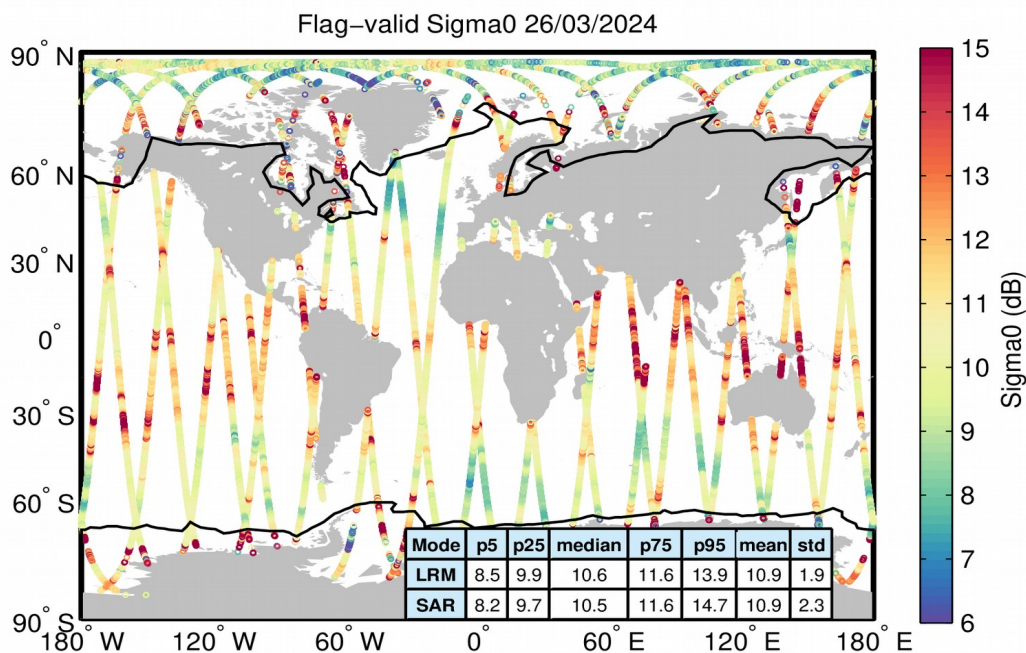 Flag−valid Sigma0 26/03/2024
90° N
60° N
30° N
0°
30° S
60° S
90° S
180° W
120° W
60° W
0°
60° E
120° E
180° E
Mode p5 p25 median p75 p95 mean std
LRM 8.5 9.9 10.6 11.6 13.9 10.9 1.9
SAR 8.2 9.7 10.5 11.6 14.7 10.9 2.3
15
14
13
12
11
10
9
8
7
6
Sigma0 (dB)